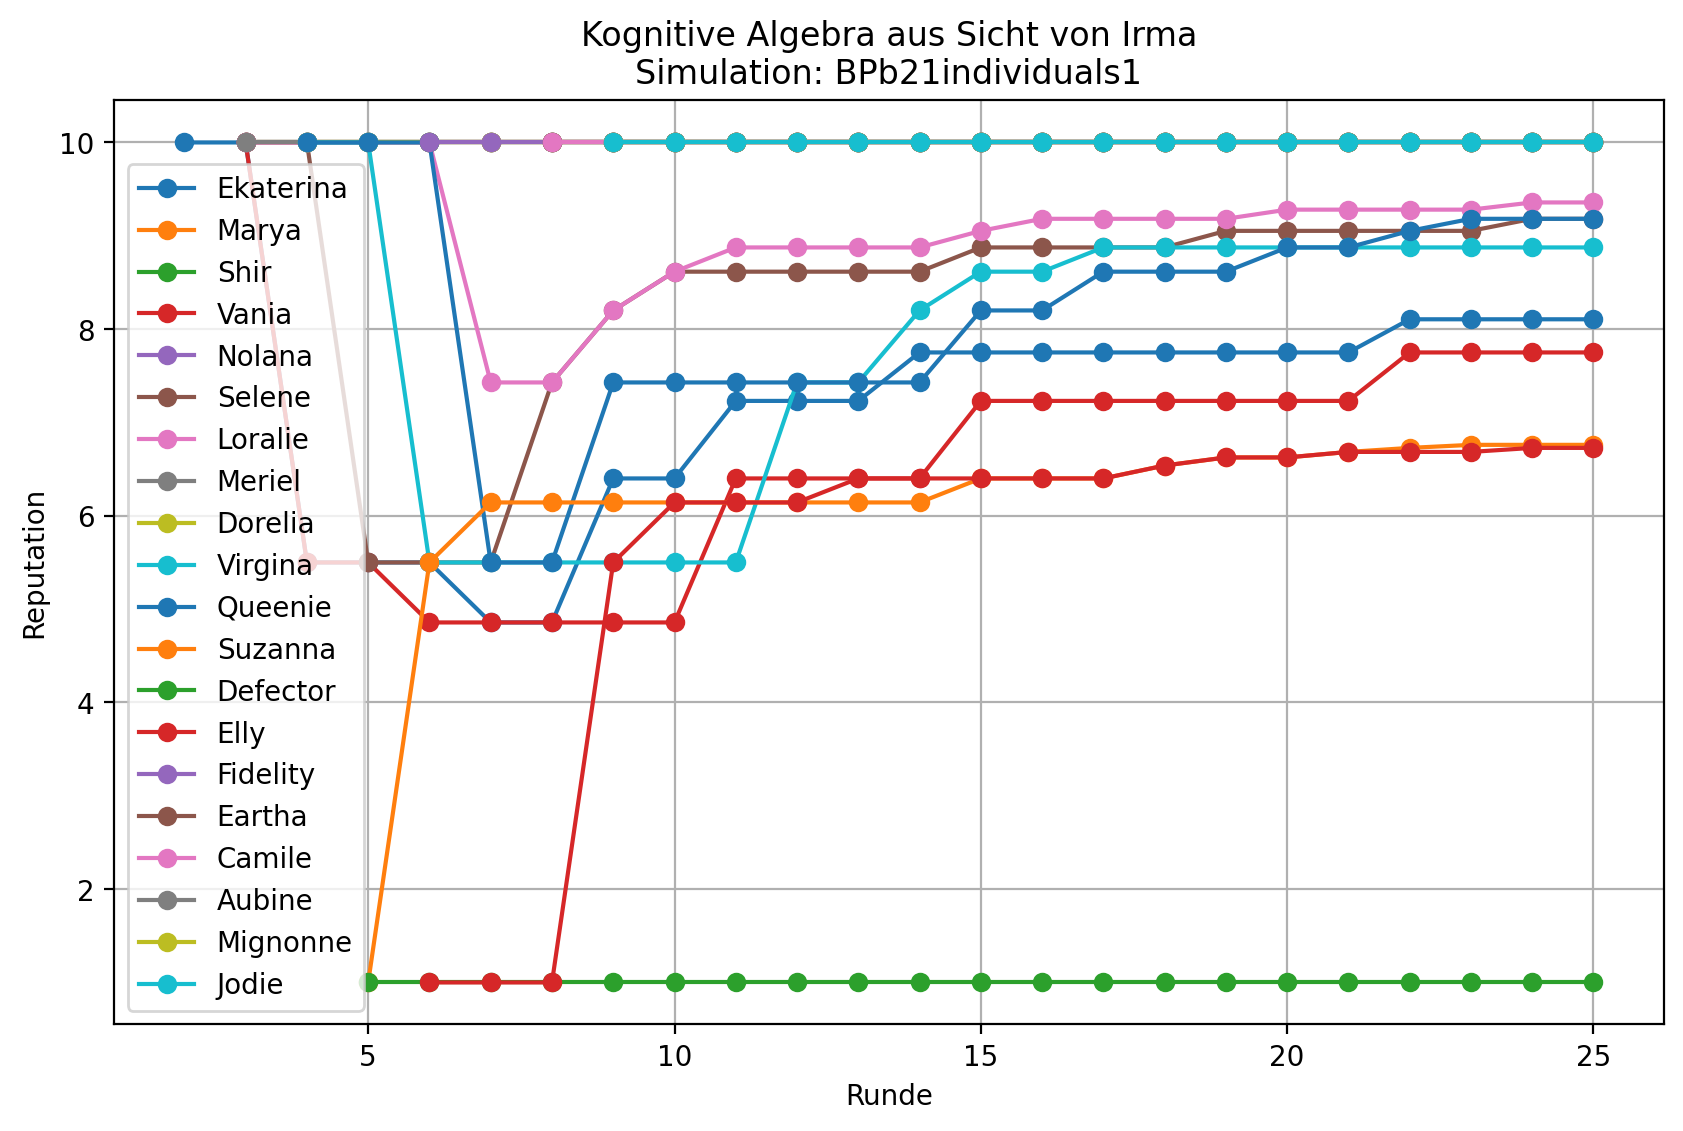 Kognitive Algebra aus Sicht von Irma
Simulation: BPb21individuals1
Reputation
10
8
6
4
2
Ekaterina
Marya
Shir
Vania
Nolana
Selene
Loralie
Meriel
Dorelia
Virgina
Queenie
Suzanna
Defector
Elly
Fidelity
Eartha
Camile
Aubine
Mignonne
Jodie
5 10 15 20 25
Runde